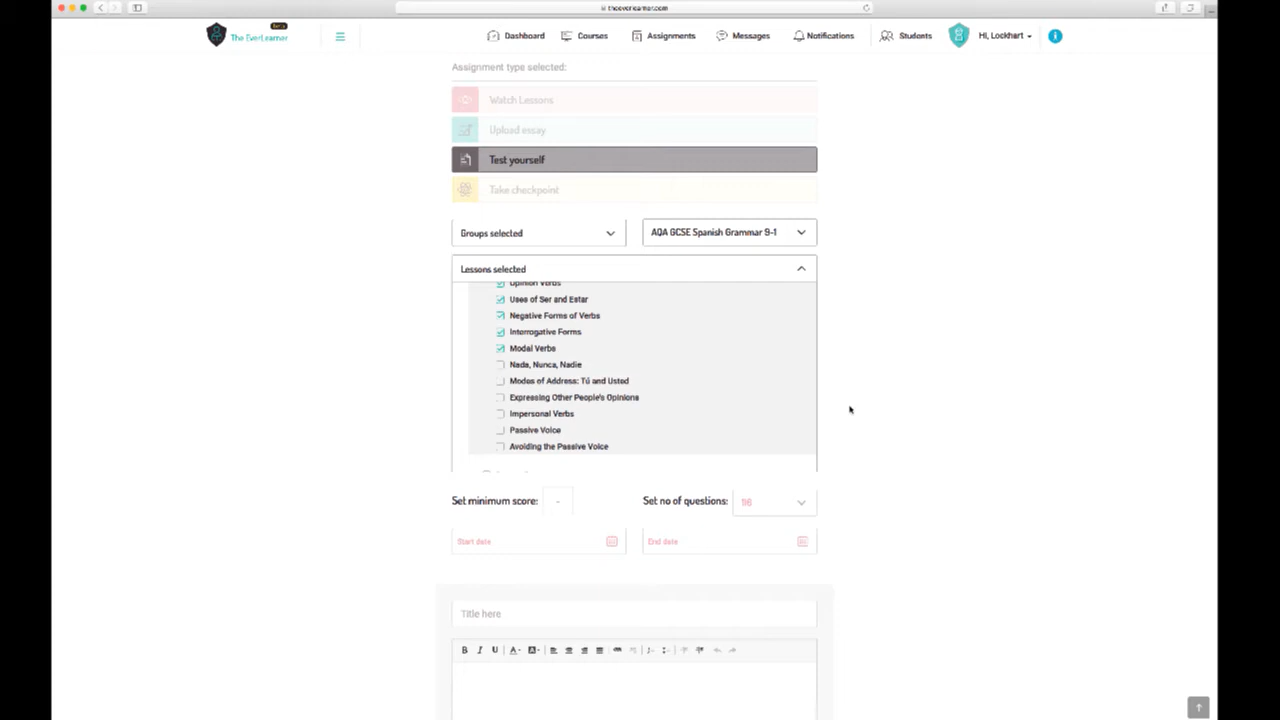 theeverlearner.com
Beta
The EverLearner
Dashboard
Courses
Assignments
Messages
Notifications
Students
Hi, Lockhart
Assignment type selected:
Watch Lessons
Upload essay
Test yourself
Take checkpoint
Groups selected
AQA GCSE Spanish Grammar 9-1
Lessons selected
Opinion Verbs
Uses of Ser and Estar
Negative Forms of Verbs
Interrogative Forms
Modal Verbs
Nada, Nunca, Nadie
Modes of Address: Tú and Usted
Expressing Other People's Opinions
Impersonal Verbs
Passive Voice
Avoiding the Passive Voice
Set minimum score: -
Set no of questions:
Start date
End date
Title here
B I U A A